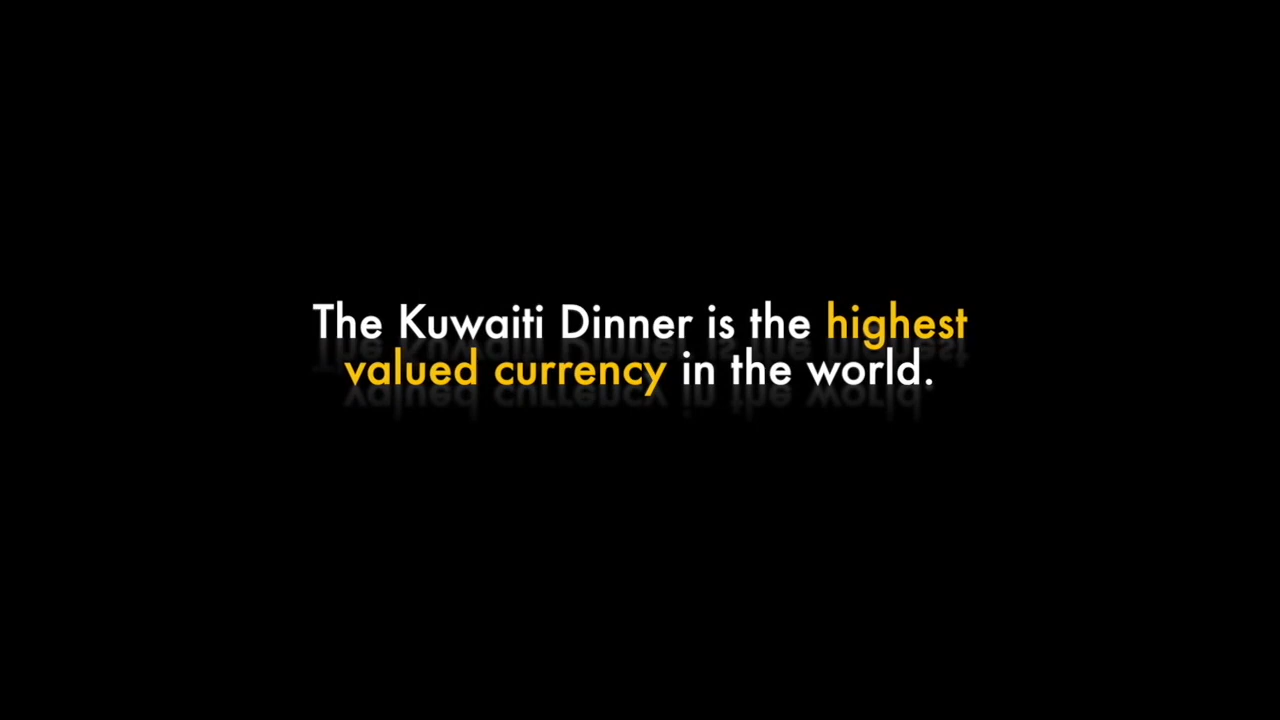 The Kuwaiti Dinner is the highest
valued currency in the world.